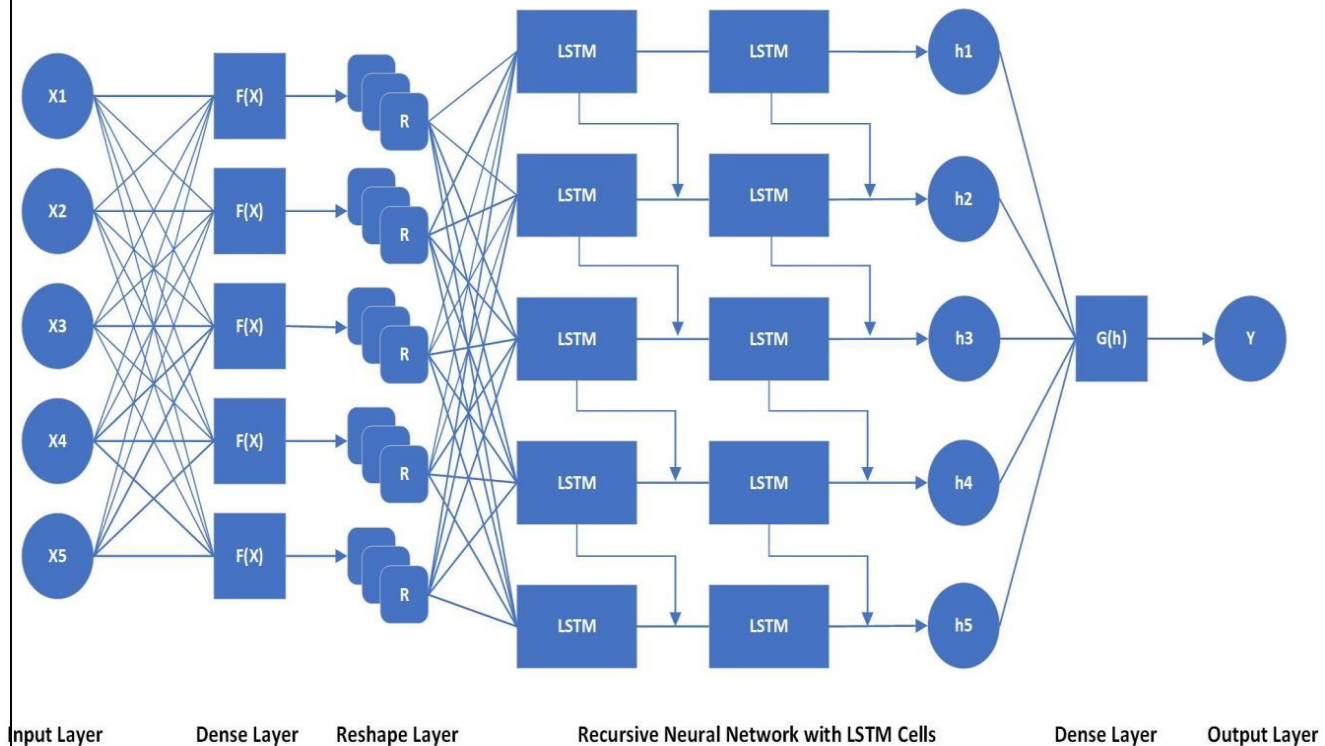 X1
X2
X3
X4
X5
F(X)
F(X)
F(X)
F(X)
F(X)
R
R
R
R
R
LSTM
LSTM
LSTM
LSTM
LSTM
LSTM
LSTM
LSTM
LSTM
LSTM
h1
h2
h3
h4
h5
G(h)
Y
Input Layer
Dense Layer
Reshape Layer
Recursive Neural Network with LSTM Cells
Dense Layer
Output Layer